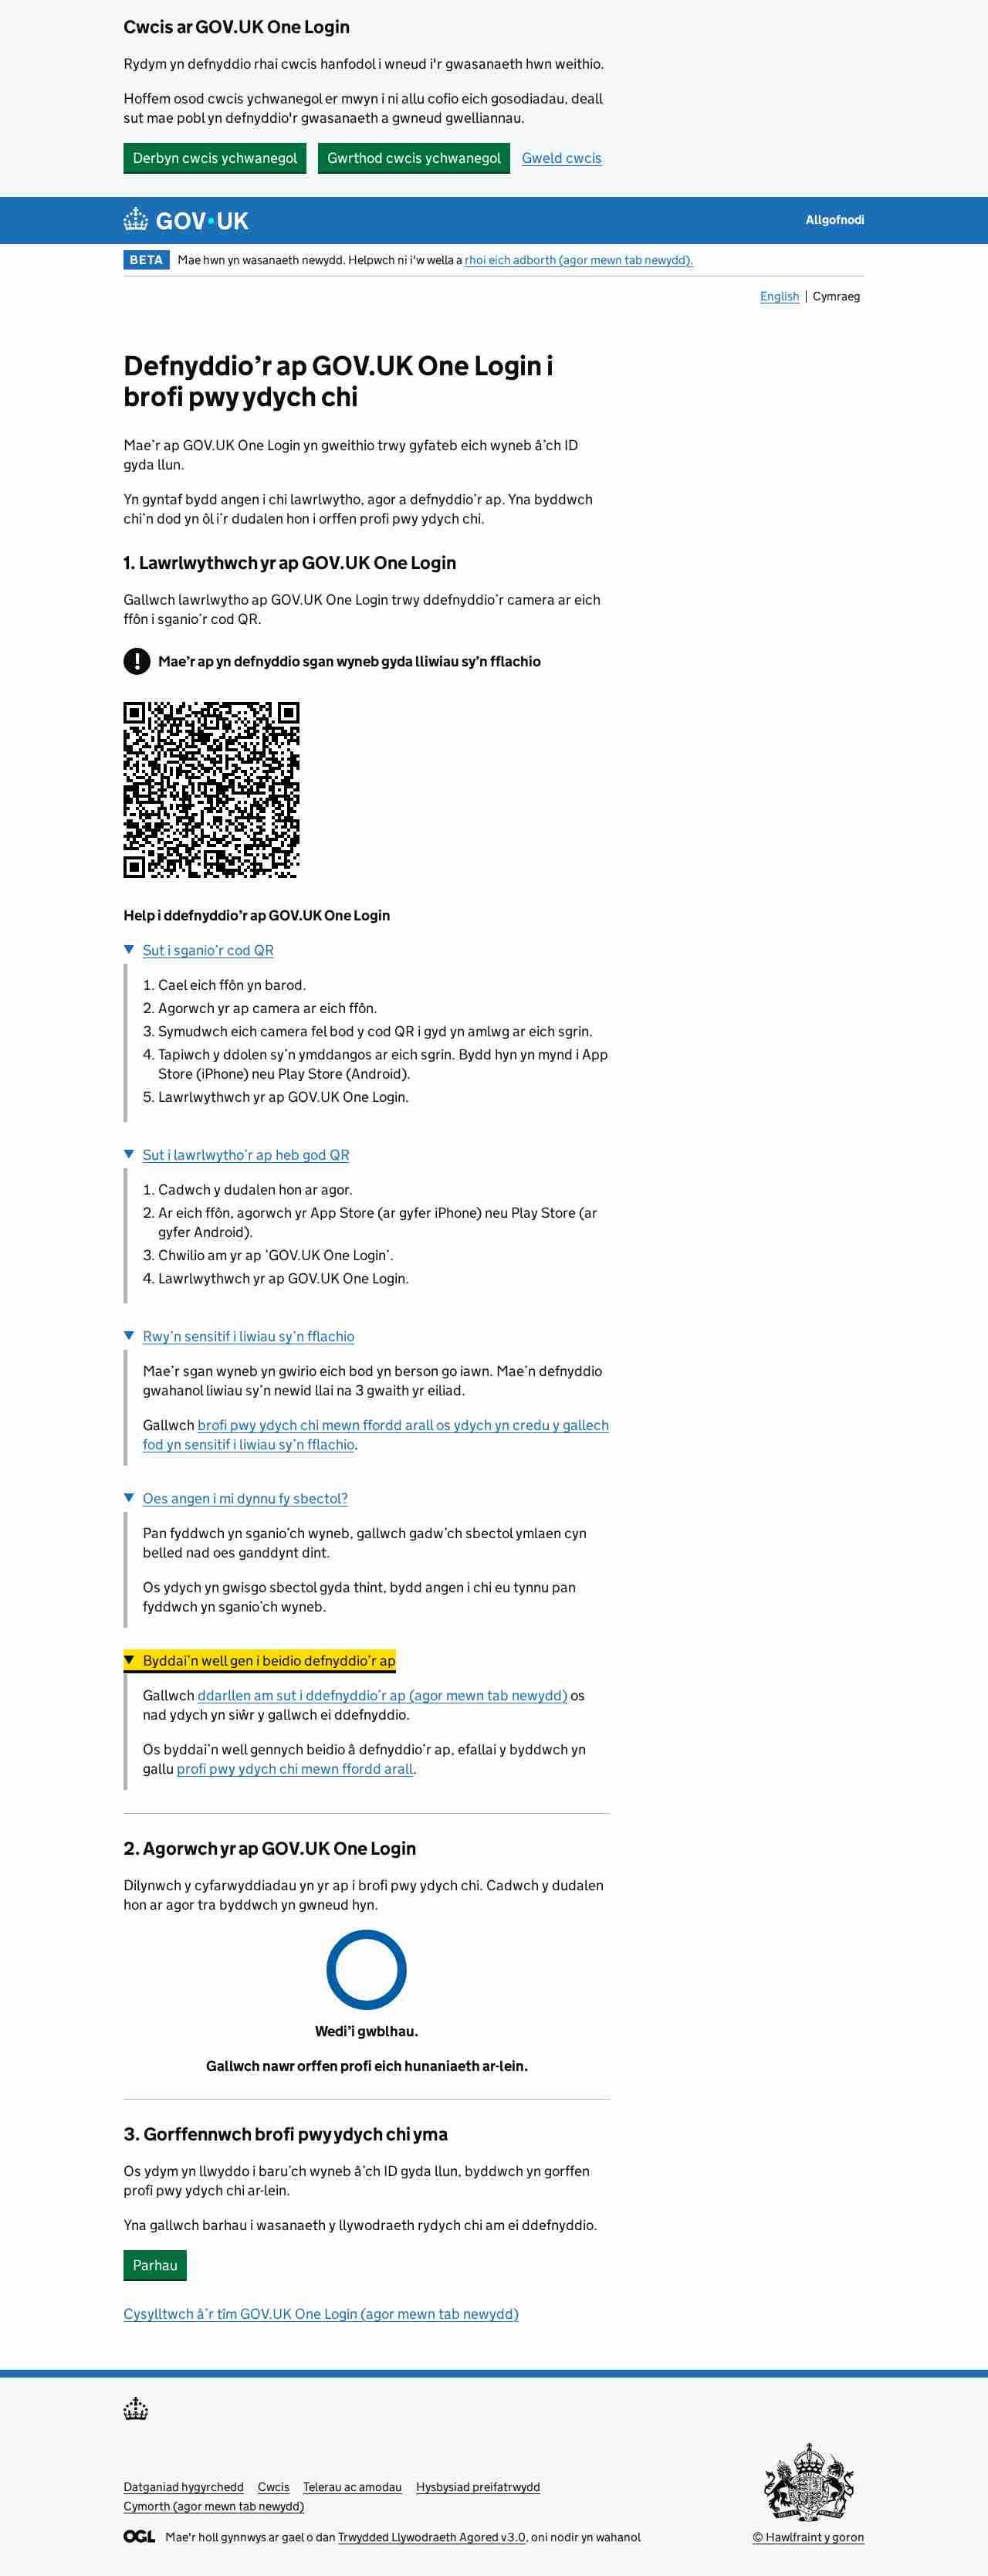 Cwcis ar GOV.UK One Login
Rydym yn defnyddio rhai cwcis hanfodol i wneud i'r gwasanaeth hwn weithio.
Hoffem osod cwcis ychwanegol er mwyn i ni allu cofio eich gosodiadau, deall
sut mae pobl yn defnyddio'r gwasanaeth a gwneud gwelliannau.
Derbyn cwcis ychwanegol Gwrthod cwcis ychwanegol Gweld cwcis
GOV.UK Allgofnodi
BETA Mae hwn yn wasanaeth newydd. Helpwch ni i'w wella a rhoi eich adborth (agor mewn tab newydd).
English | Cymraeg
Defnyddio’r ap GOV.UK One Login i
brofi pwy ydych chi
Mae’r ap GOV.UK One Login yn gweithio trwy gyfateb eich wyneb â’ch ID
gyda llun.
Yn gyntaf bydd angen i chi lawrlwytho, agor a defnyddio’r ap. Yna byddwch
chi’n dod yn ôl i’r dudalen hon i orffen profi pwy ydych chi.
1. Lawrlwythwch yr ap GOV.UK One Login
Gallwch lawrlwytho ap GOV.UK One Login trwy ddefnyddio’r camera ar eich
ffôn i sganio’r cod QR.
! Mae’r ap yn defnyddio sgan wyneb gyda lliwiau sy’n fflachio
Help i ddefnyddio’r ap GOV.UK One Login
Sut i sganio’r cod QR
1. Cael eich ffôn yn barod.
2. Agorwch yr ap camera ar eich ffôn.
3. Symudwch eich camera fel bod y cod QR i gyd yn amlwg ar eich sgrin.
4. Tapiwch y ddolen sy’n ymddangos ar eich sgrin. Bydd hyn yn mynd i App
Store (iPhone) neu Play Store (Android).
5. Lawrlwythwch yr ap GOV.UK One Login.
Sut i lawrlwytho’r ap heb god QR
1. Cadwch y dudalen hon ar agor.
2. Ar eich ffôn, agorwch yr App Store (ar gyfer iPhone) neu Play Store (ar
gyfer Android).
3. Chwilio am yr ap ‘GOV.UK One Login’.
4. Lawrlwythwch yr ap GOV.UK One Login.
Rwy’n sensitif i liwiau sy’n fflachio
Mae’r sgan wyneb yn gwirio eich bod yn berson go iawn. Mae’n defnyddio
gwahanol liwiau sy’n newid llai na 3 gwaith yr eiliad.
Gallwch brofi pwy ydych chi mewn ffordd arall os ydych yn credu y gallech
fod yn sensitif i liwiau sy’n fflachio.
Oes angen i mi dynnu fy sbectol?
Pan fyddwch yn sganio’ch wyneb, gallwch gadw’ch sbectol ymlaen cyn
belled nad oes ganddynt dint.
Os ydych yn gwisgo sbectol gyda thint, bydd angen i chi eu tynnu pan
fyddwch yn sganio’ch wyneb.
Byddai’n well gen i beidio defnyddio’r ap
Gallwch ddarllen am sut i ddefnyddio’r ap (agor mewn tab newydd) os
nad ydych yn siŵr y gallwch ei ddefnyddio.
Os byddai’n well gennych beidio â defnyddio’r ap, efallai y byddwch yn
gallu profi pwy ydych chi mewn ffordd arall.
2. Agorwch yr ap GOV.UK One Login
Dilynwch y cyfarwyddiadau yn yr ap i brofi pwy ydych chi. Cadwch y dudalen
hon ar agor tra byddwch yn gwneud hyn.
Wedi’i gwblhau.
Gallwch nawr orffen profi eich hunaniaeth ar-lein.
3. Gorffennwch brofi pwy ydych chi yma
Os ydym yn llwyddo i baru’ch wyneb â’ch ID gyda llun, byddwch yn gorffen
profi pwy ydych chi ar-lein.
Yna gallwch barhau i wasanaeth y llywodraeth rydych chi am ei ddefnyddio.
Parhau
Cysylltwch â’r tîm GOV.UK One Login (agor mewn tab newydd)
Datganiad hygyrchedd Cwcis Telerau ac amodau Hysbysiad preifatrwydd
Cymorth (agor mewn tab newydd)
OGL Mae'r holl gynnwys ar gael o dan Trwydded Llywodraeth Agored v3.0, oni nodir yn wahanol
© Hawlfraint y goron